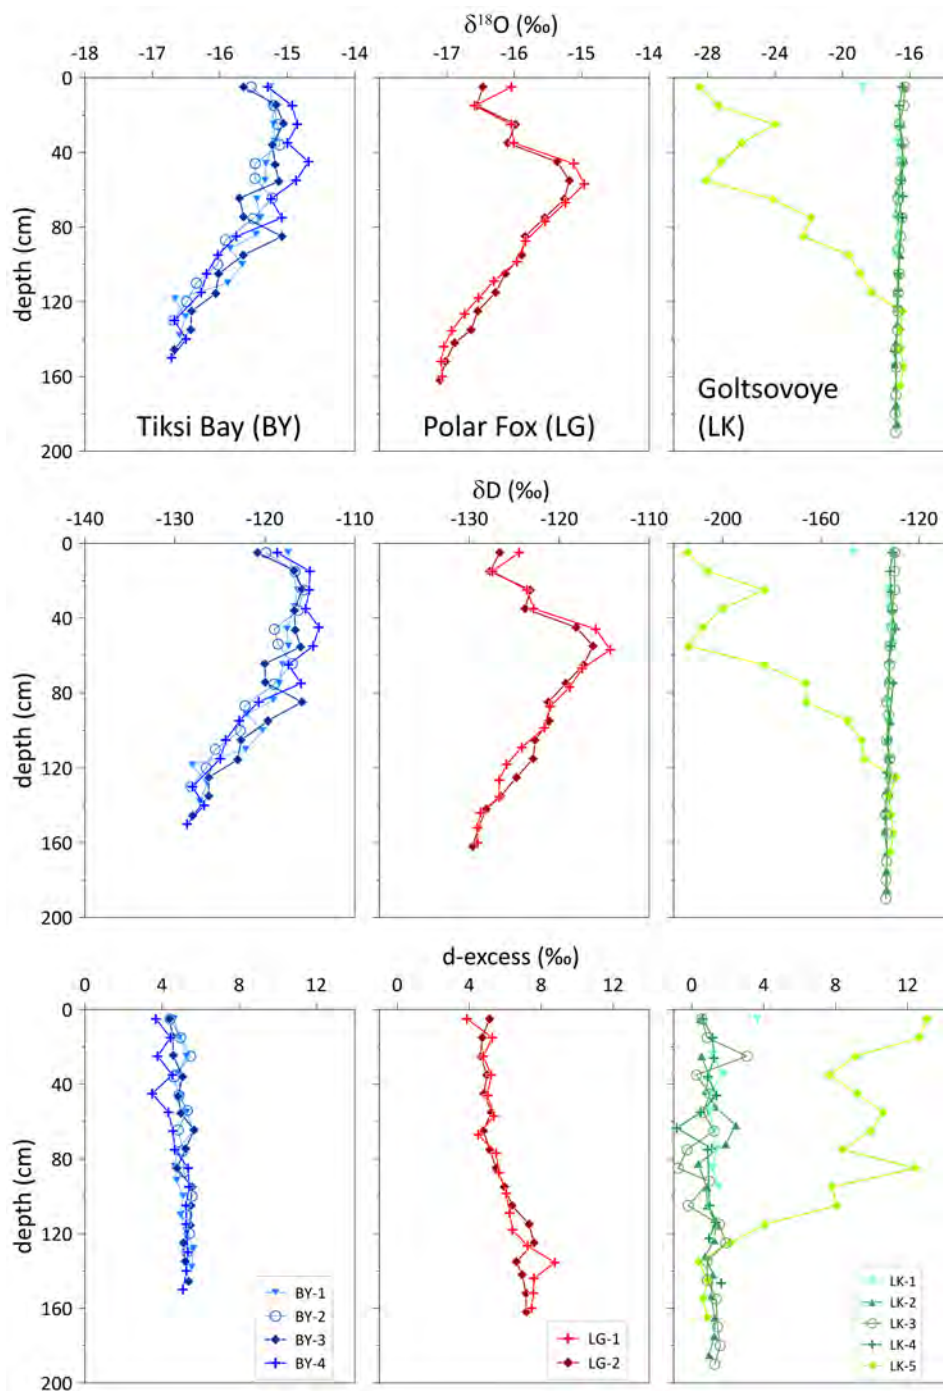 δ¹⁸O (‰)
-18 -17 -16 -15 -14
-17 -16 -15 -14
-28 -24 -20 -16
0
40
80
120
160
200
depth (cm)
Tiksi Bay (BY)
Polar Fox (LG)
Goltsovoye
(LK)
δD (‰)
-140 -130 -120 -110
-130 -120 -110
-200 -160 -120
0
40
80
120
160
200
depth (cm)
d-excess (‰)
0 4 8 12
0 4 8 12
0 4 8 12
0
40
80
120
160
200
depth (cm)
BY-1
BY-2
BY-3
BY-4
LG-1
LG-2
LK-1
LK-2
LK-3
LK-4
LK-5